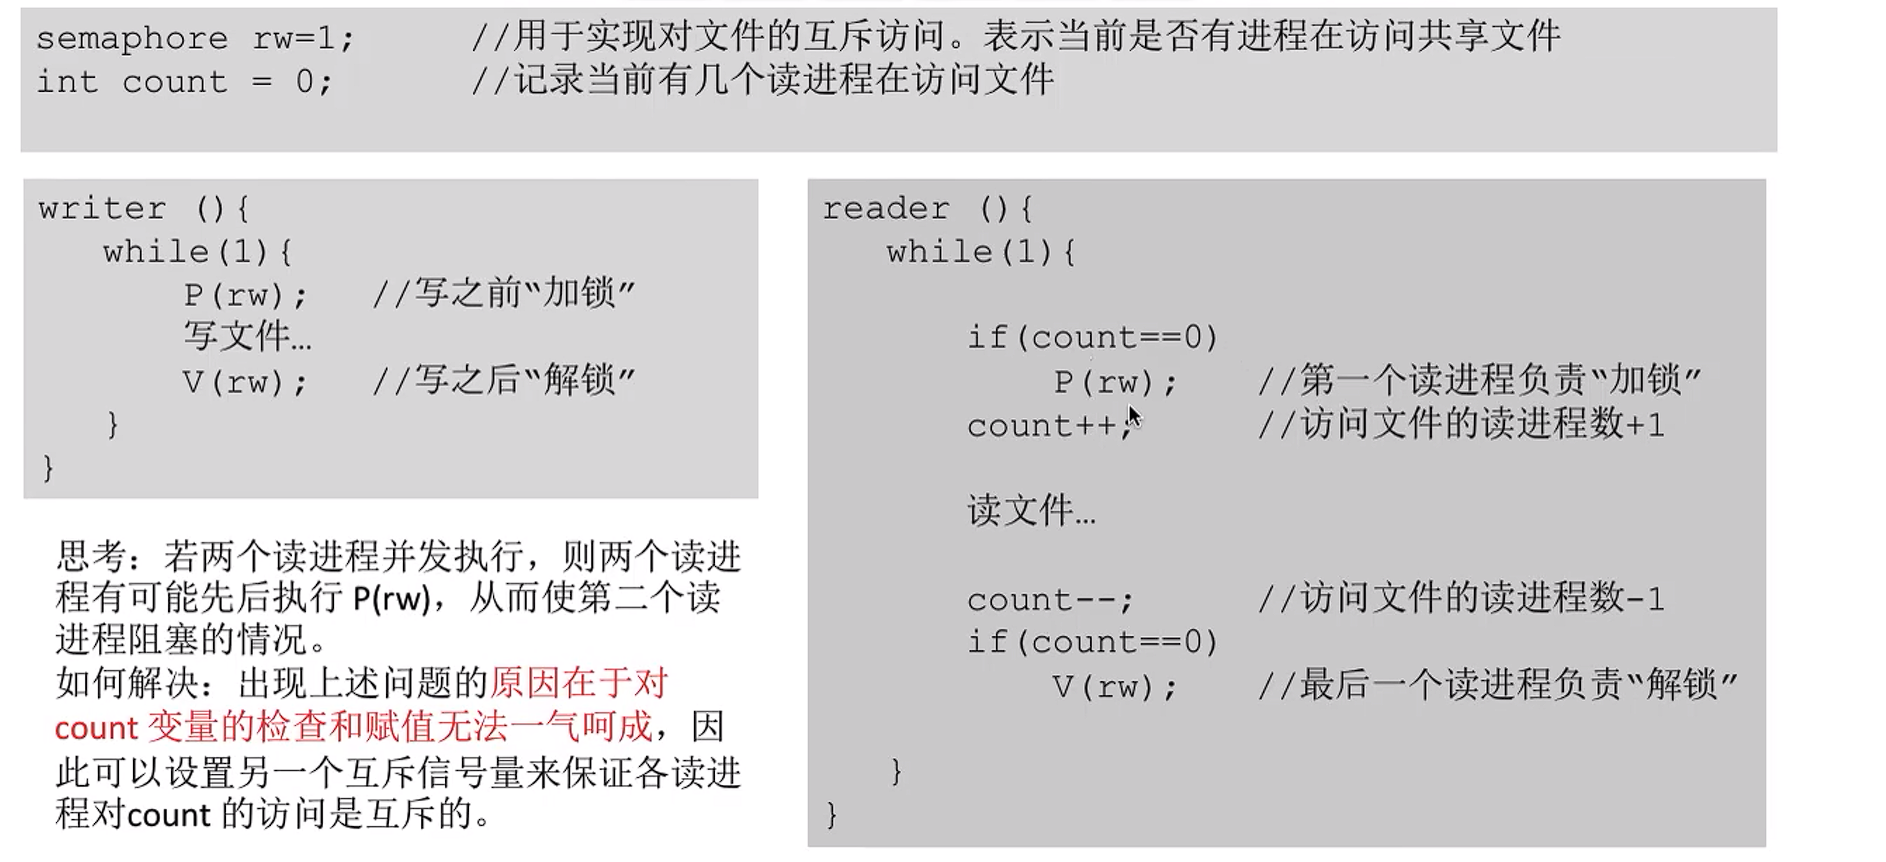 semaphore rw=1; //用于实现对文件的互斥访问。表示当前是否有进程在访问共享文件
int count = 0; //记录当前有几个读进程在访问文件
writer (){
while(1){
P(rw); //写之前“加锁”
写文件…
V(rw); //写之后“解锁”
}
}
思考：若两个读进程并发执行，则两个读进
程有可能先后执行 P(rw)，从而使第二个读
进程阻塞的情况。
如何解决：出现上述问题的原因在于对
count 变量的检查和赋值无法一气呵成，因
此可以设置另一个互斥信号量来保证各读进
程对count 的访问是互斥的。
reader (){
while(1){
if(count==0)
P(rw); //第一个读进程负责“加锁”
count++; //访问文件的读进程数+1
读文件…
count--; //访问文件的读进程数-1
if(count==0)
V(rw); //最后一个读进程负责“解锁”
}
}